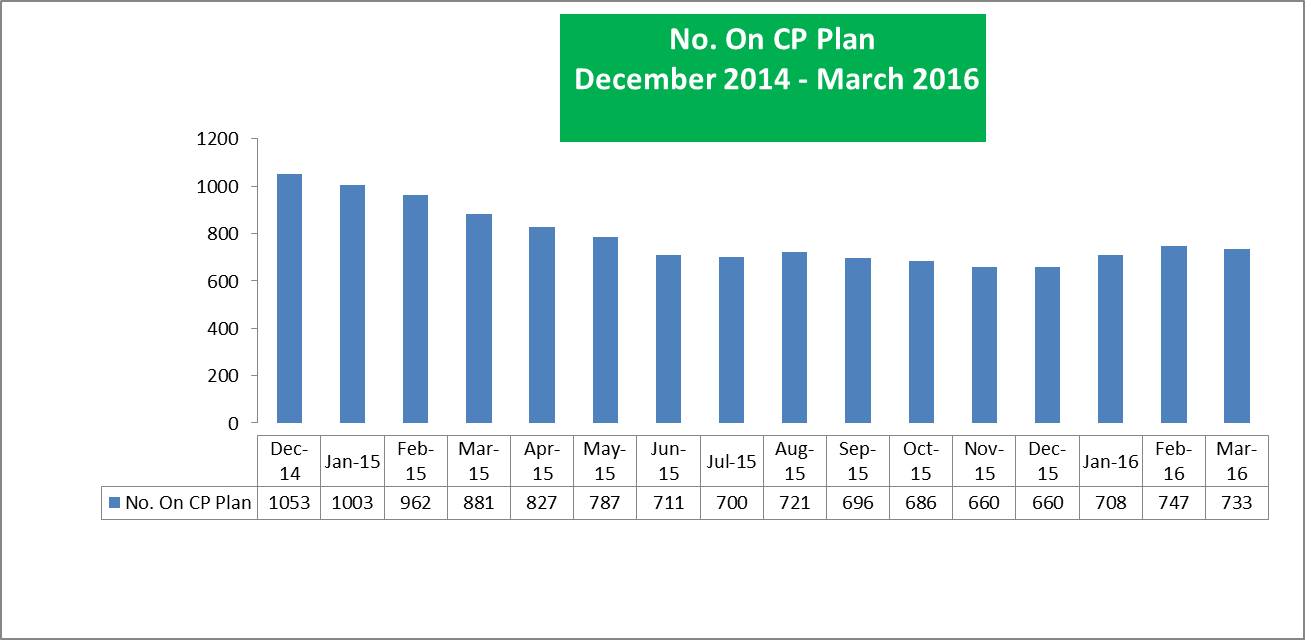 No. On CP Plan
December 2014 - March 2016
1200
1000
800
600
400
200
0
Dec- Jan-15 Feb- Mar- Apr- May- Jun- Jul-15 Aug- Sep- Oct- Nov- Dec- Jan-16 Feb- Mar-
14 15 15 15 15 15 15 15 15 15 15 16 16
No. On CP Plan 1053 1003 962 881 827 787 711 700 721 696 686 660 660 708 747 733